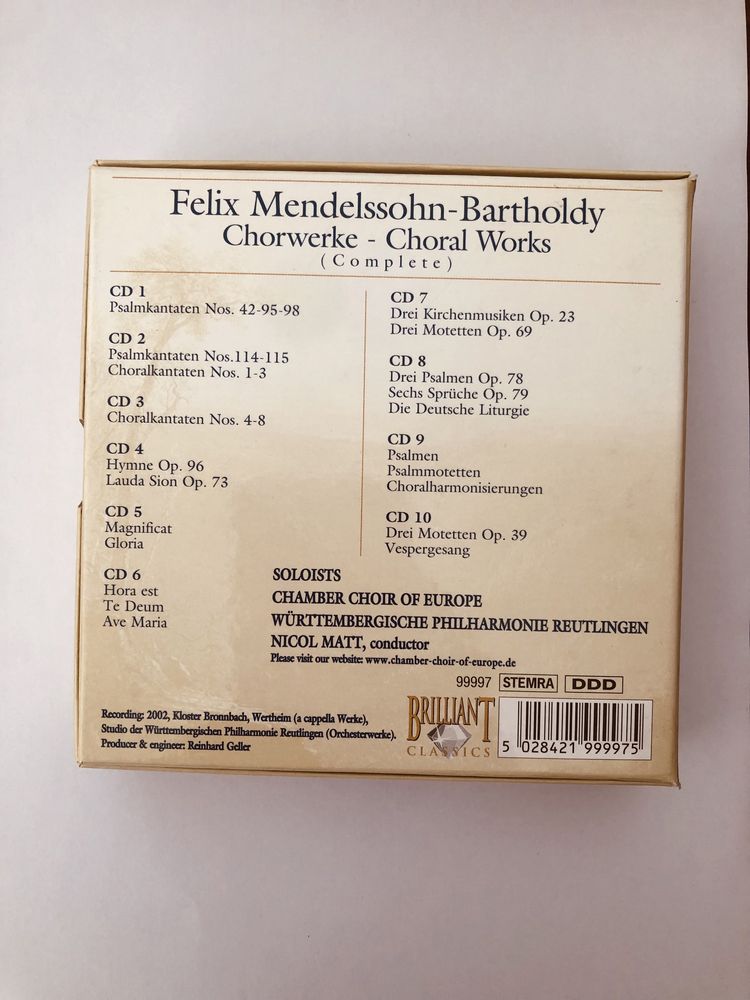 Felix Mendelssohn-Bartholdy
Chorwerke - Choral Works
(Complete)
CD 1
Psalmkantaten Nos. 42-95-98
CD 2
Psalmkantaten Nos.114-115
Choralkantaten Nos. 1-3
CD 3
Choralkantaten Nos. 4-8
CD 4
Hymne Op. 96
Lauda Sion Op. 73
CD 5
Magnificat
Gloria
CD 6
Hora est
Te Deum
Ave Maria
CD 7
Drei Kirchenmusiken Op. 23
Drei Motetten Op. 69
CD 8
Drei Psalmen Op. 78
Sechs Sprüche Op. 79
Die Deutsche Liturgie
CD 9
Psalmen
Psalmmotetten
Choralharmonisierungen
CD 10
Drei Motetten Op. 39
Vespergesang
SOLOISTS
CHAMBER CHOIR OF EUROPE
WÜRTTEMBERGISCHE PHILHARMONIE REUTLINGEN
NICOL MATT, conductor
Please visit our website: www.chamber-choir-of-europe.de
99997 STEMRA DDD
Recording: 2002, Kloster Bronnbach, Wertheim (a cappella Werke),
Studio der Württembergischen Philharmonie Reutlingen (Orchesterwerke).
Producer & engineer: Reinhard Geller
BRILLIANT
CLASSICS
5 028421 999975